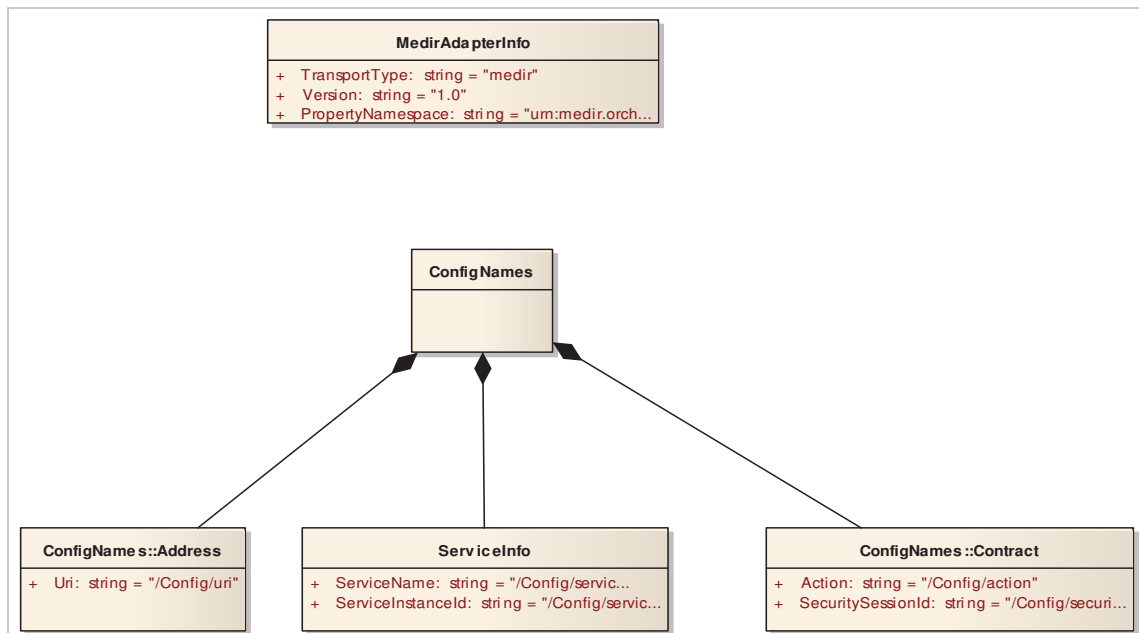 MedirAdapterInfo
+ TransportType: string = "medir"
+ Version: string = "1.0"
+ PropertyNamespace: string = "urn:medir.orch...
ConfigNames
ConfigNames::Address
+ Uri: string = "/Config/uri"
ServiceInfo
+ ServiceName: string = "/Config/servic...
+ ServiceInstanceId: string = "/Config/servic...
ConfigNames::Contract
+ Action: string = "/Config/action"
+ SecuritySessionId: string = "/Config/securi...